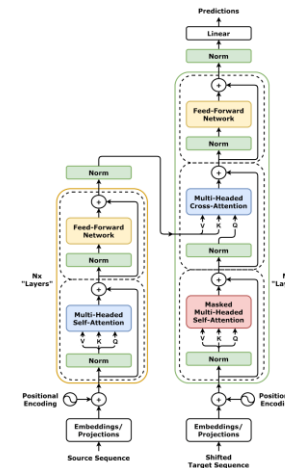 Predictions
Linear
Norm
Feed-Forward
Network
Norm
Multi-Headed
Cross-Attention
V K Q
Norm
Masked
Multi-Headed
Self-Attention
V K Q
Norm
Embeddings/
Projections
Shifted
Target Sequence
Norm
Feed-Forward
Network
Norm
Nx
"Layers"
Multi-Headed
Self-Attention
V K Q
Norm
Positional
Encoding
Embeddings/
Projections
Source Sequence
"Layer